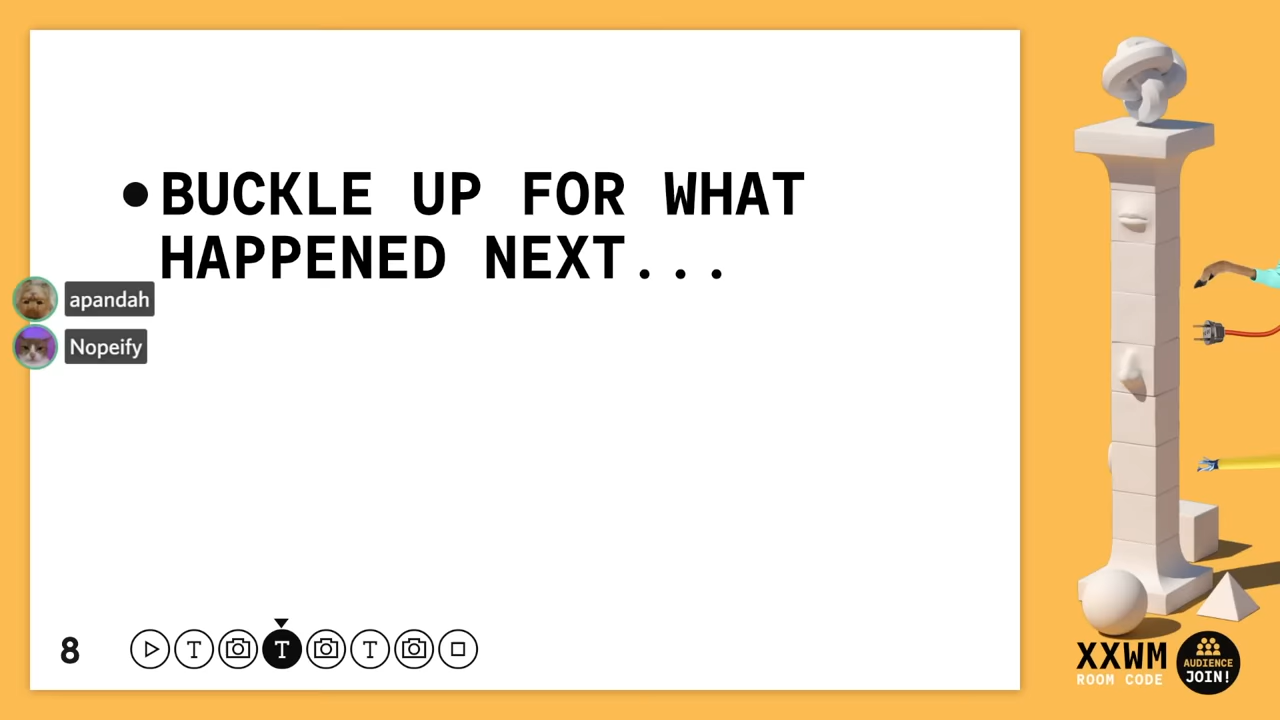 •BUCKLE UP FOR WHAT
HAPPENED NEXT...
apandah
Nopeify
8
T
T
T
XXWM
ROOM CODE
AUDIENCE
JOIN!